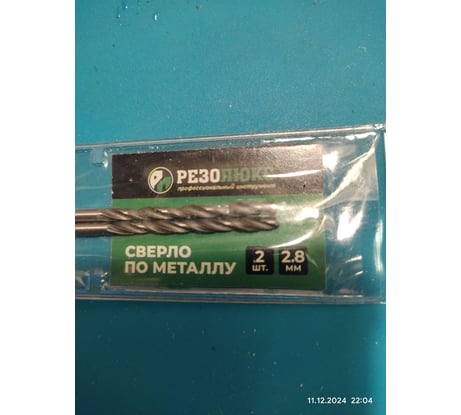 РЕЗОЛЮКС
профессиональный инструмент
СВЕРЛО
ПО МЕТАЛЛУ
2
ШТ.
2.8
ММ
11.12.2024 22:04